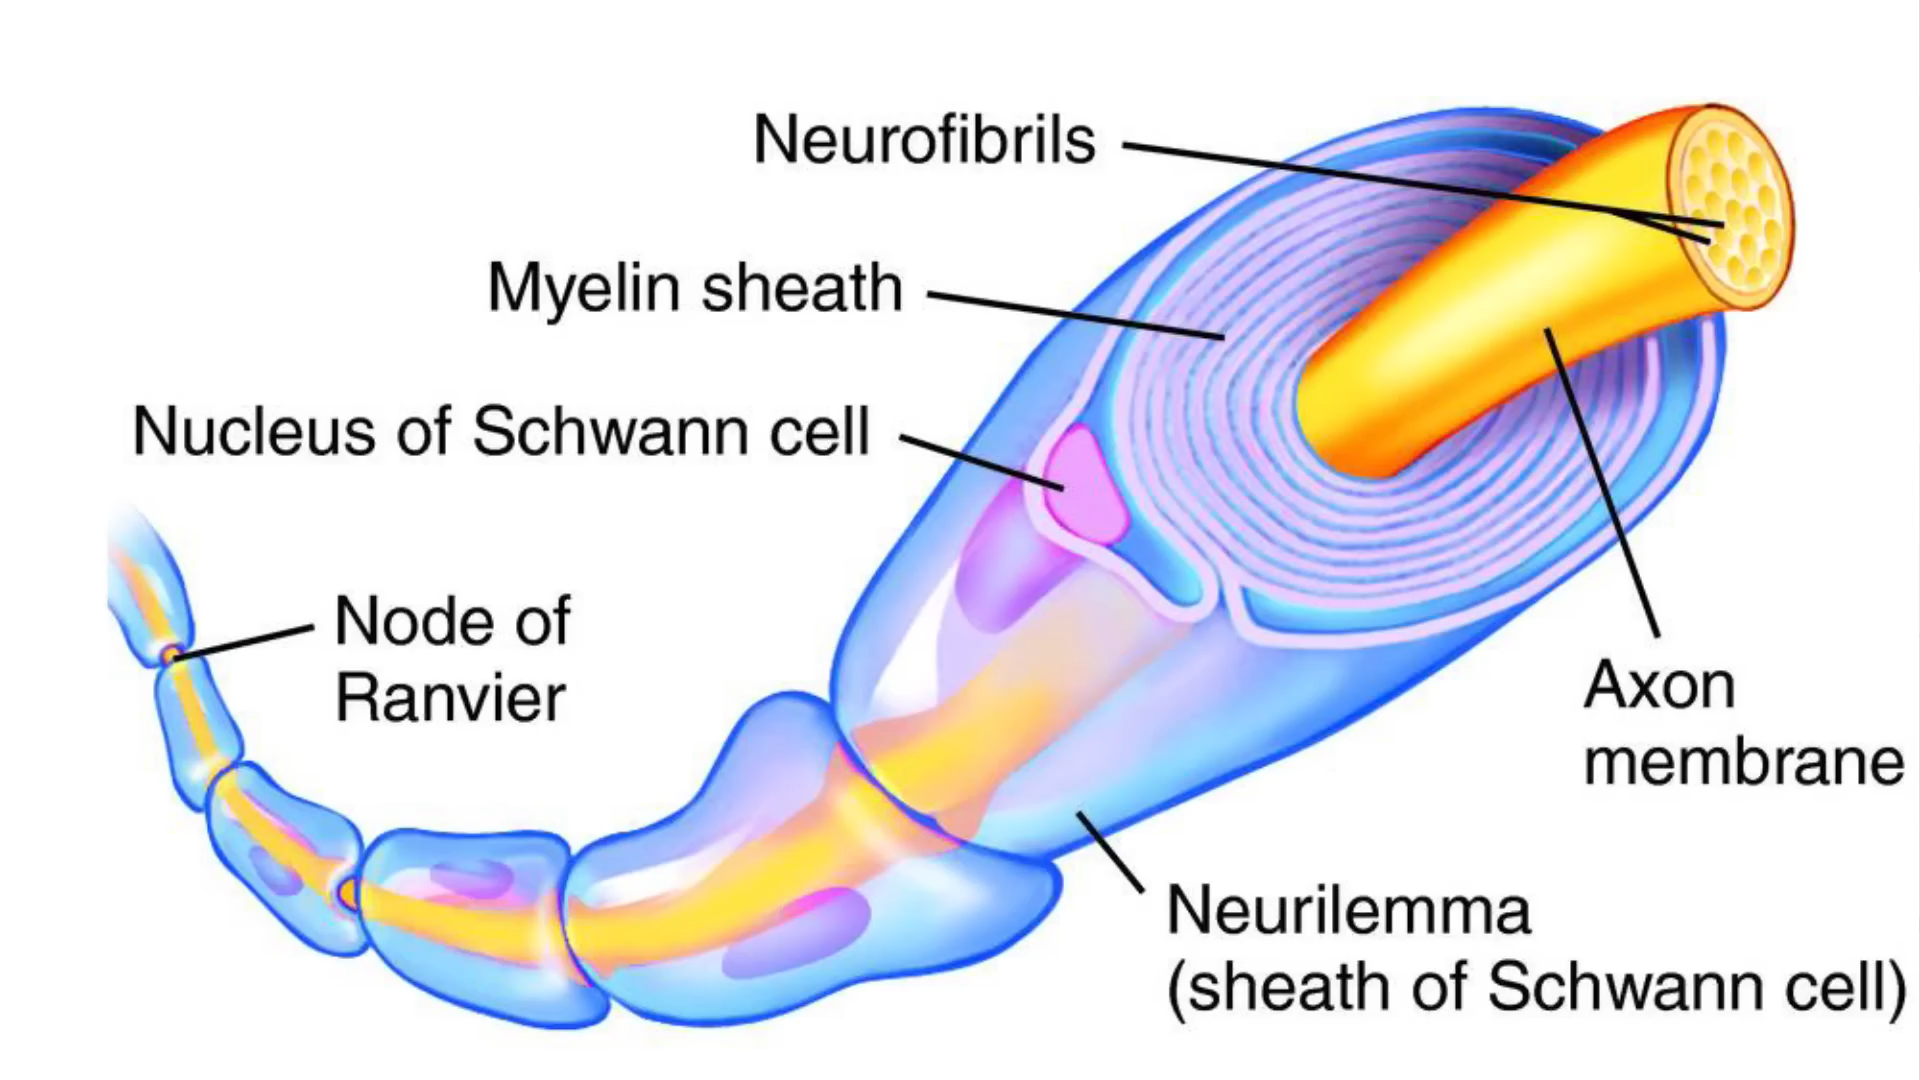 Neurofibrils
Myelin sheath
Nucleus of Schwann cell
Node of
Ranvier
Axon
membrane
Neurilemma
(sheath of Schwann cell)